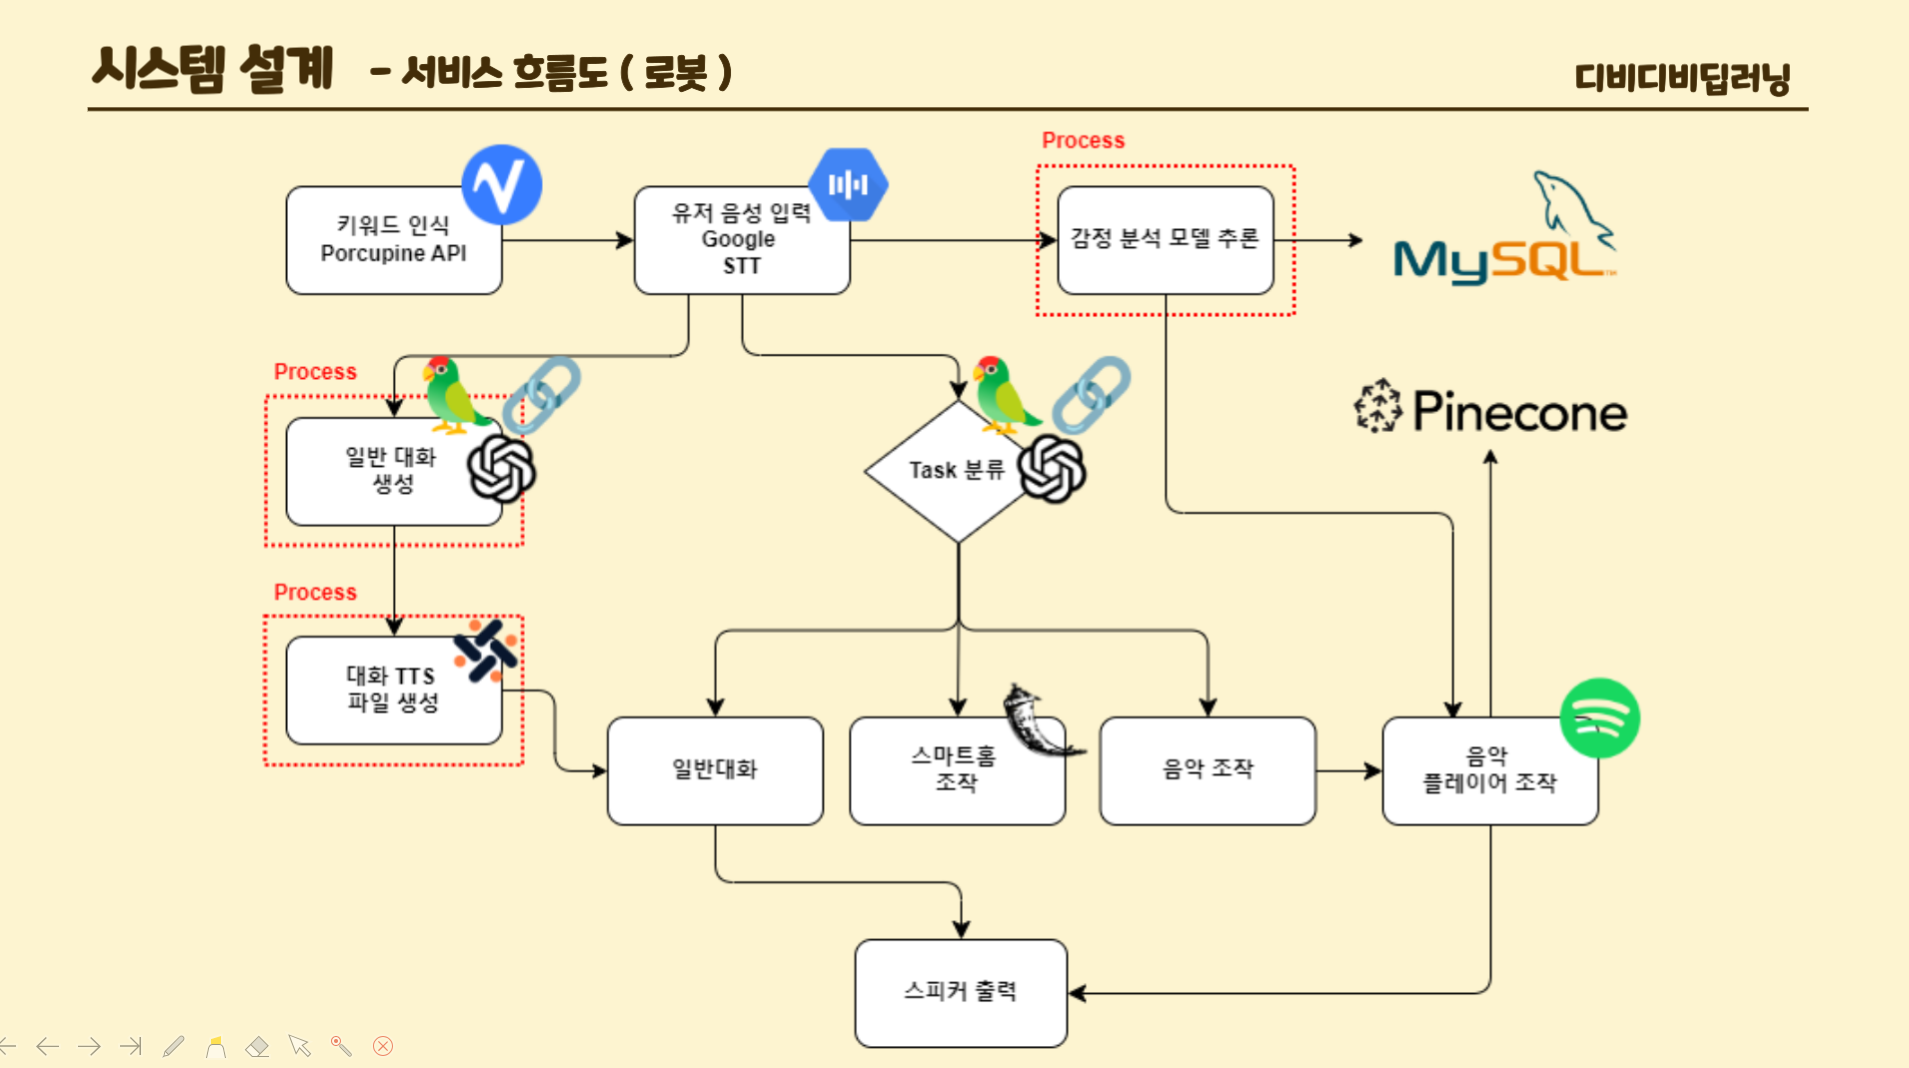 시스템 설계 - 서비스 흐름도 ( 로봇 )
디비디비딥러닝
키워드 인식
Porcupine API
유저 음성 입력
Google
STT
Process
감정 분석 모델 추론
MySQL™
Process
일반 대화
생성
Task 분류
Pinecone
Process
대화 TTS
파일 생성
일반대화
스마트홈
조작
음악 조작
음악
플레이어 조작
스피커 출력